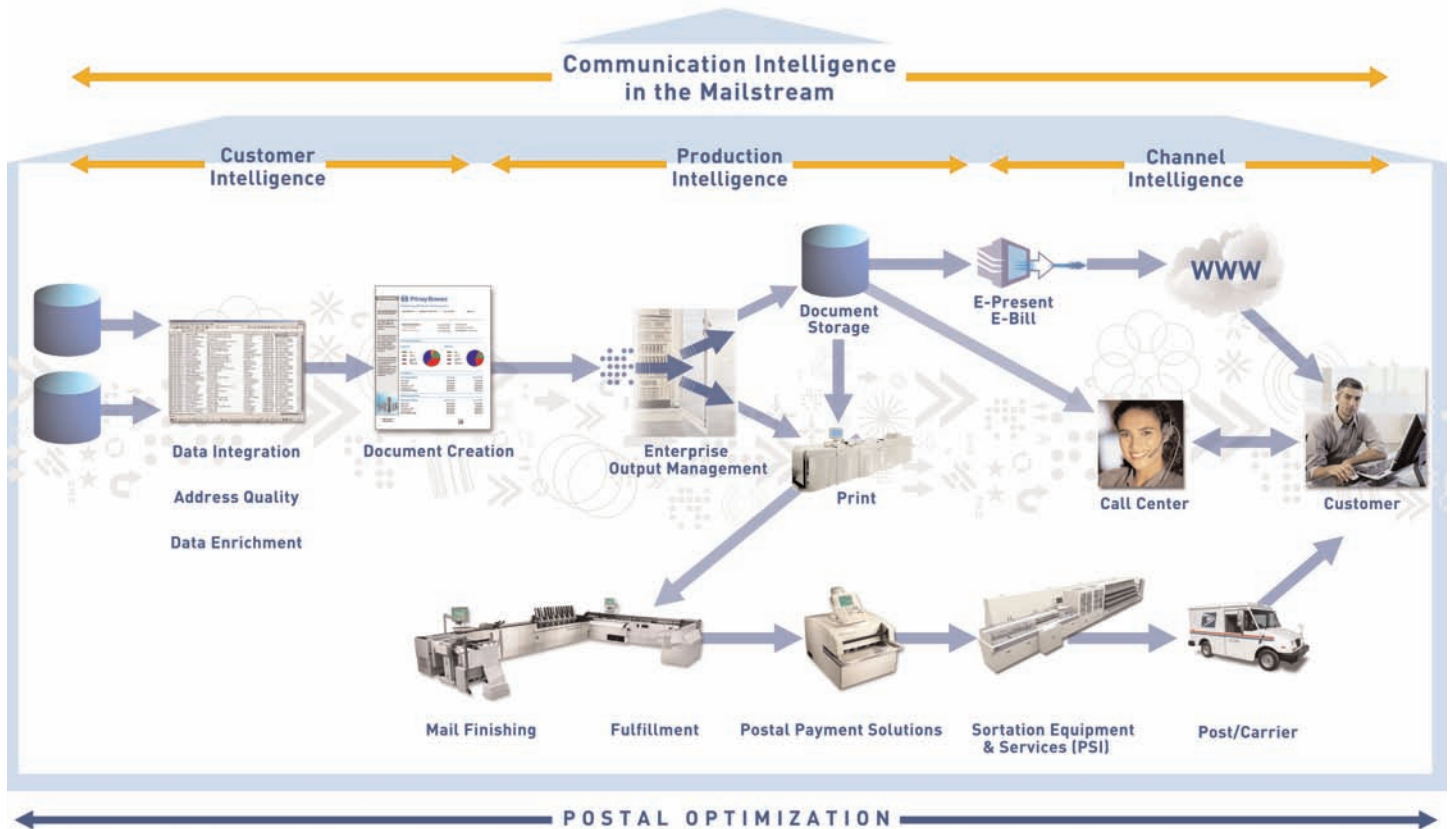 Communication Intelligence
in the Mailstream
Customer
Intelligence
Production
Intelligence
Channel
Intelligence
WWW
Document
Storage
E-Present
E-Bill
Pitney Bowes
Data Integration
Document Creation
Enterprise
Output Management
Print
Call Center
Customer
Address Quality
Data Enrichment
Mail Finishing
Fulfillment
Postal Payment Solutions
Sortation Equipment
& Services (PSI)
Post/Carrier
POSTAL OPTIMIZATION